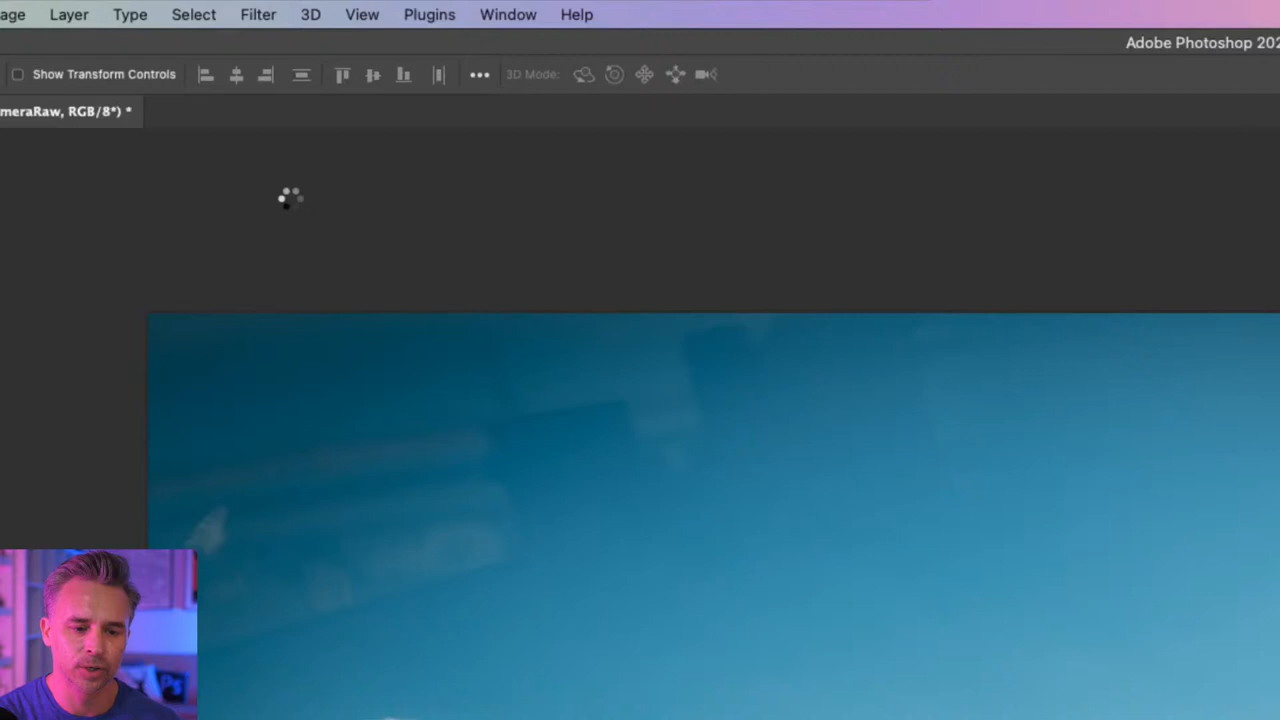 age Layer Type Select Filter 3D View Plugins Window Help
Adobe Photoshop 202
Show Transform Controls ••• 3D Mode:
meraRaw, RGB/8*) *
Ps